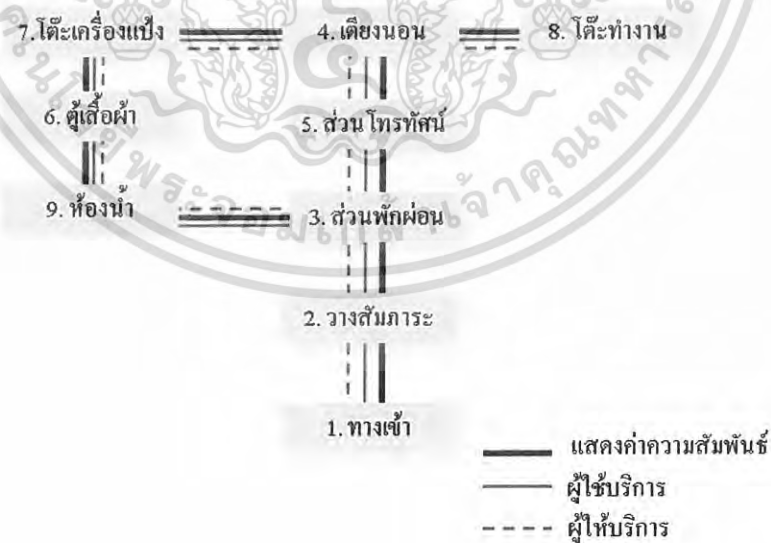 7.โต๊ะเครื่องแป้ง 4. เตียงนอน 8. โต๊ะทำงาน
6. ตู้เสื้อผ้า 5. ส่วนโทรทัศน์
9. ห้องน้ำ 3. ส่วนพักผ่อน
2. วางสัมภาระ
1. ทางเข้า
แสดงค่าความสัมพันธ์
ผู้ใช้บริการ
ผู้ให้บริการ